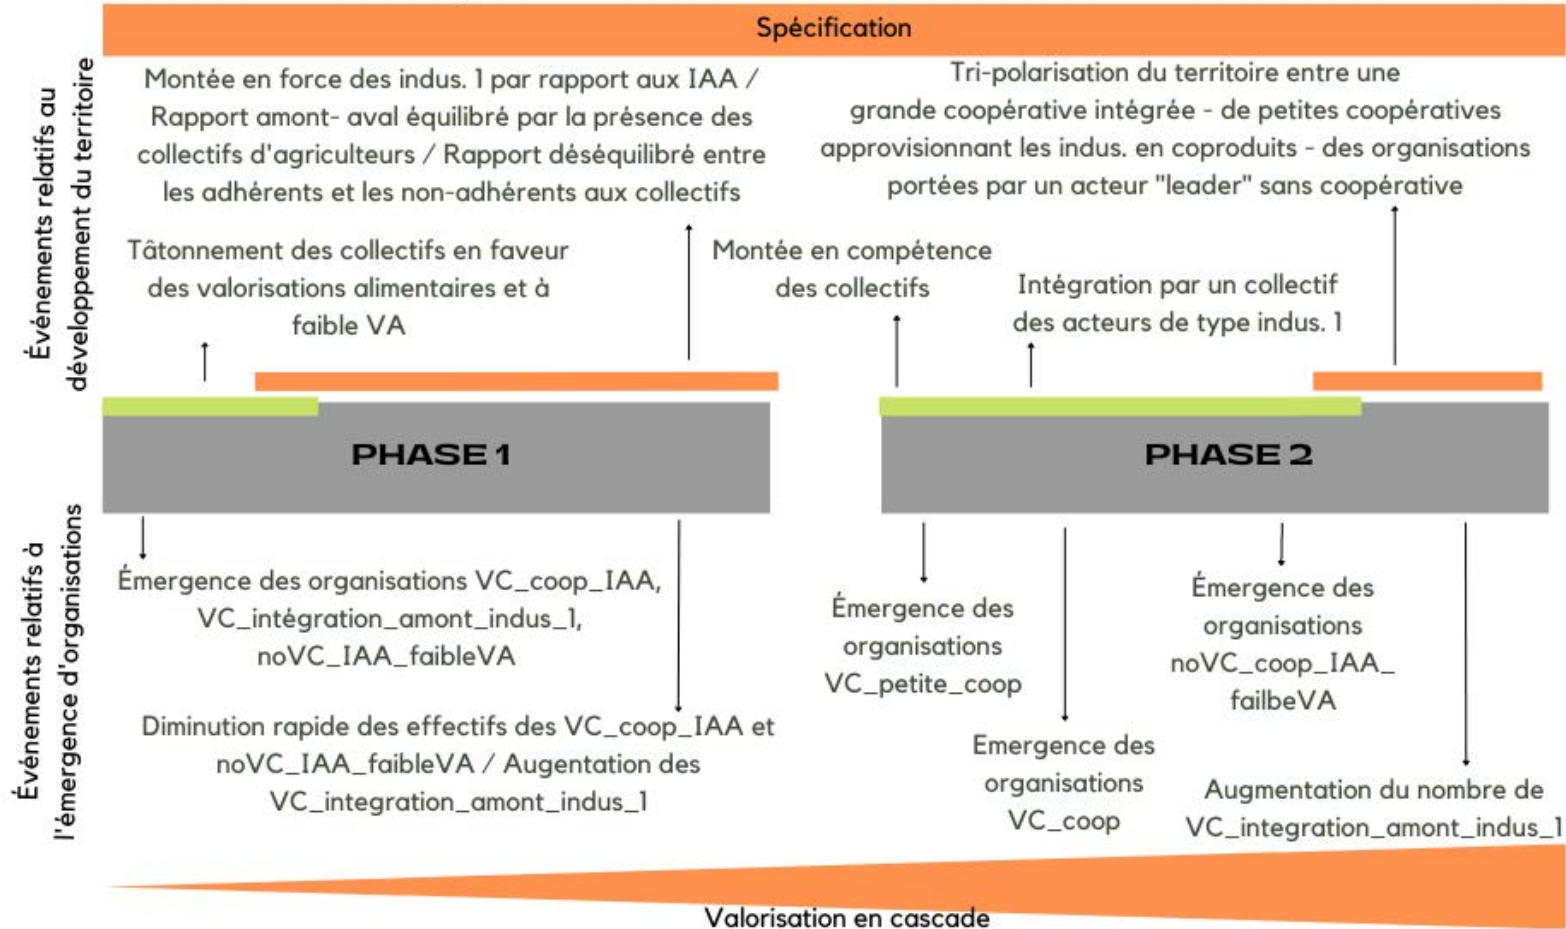 Spécification
Événements relatifs au
développement du territoire
Montée en force des indus. 1 par rapport aux IAA /
Rapport amont- aval équilibré par la présence des
collectifs d'agriculteurs / Rapport déséquilibré entre
les adhérents et les non-adhérents aux collectifs
Tri-polarisation du territoire entre une
grande coopérative intégrée - de petites coopératives
approvisionnant les indus. en coproduits - des organisations
portées par un acteur "leader" sans coopérative
Tâtonnement des collectifs en faveur
des valorisations alimentaires et à
faible VA
Montée en compétence
des collectifs
Intégration par un collectif
des acteurs de type indus. 1
PHASE 1
PHASE 2
Événements relatifs à
l'émergence d'organisations
Émergence des organisations VC_coop_IAA,
VC_intégration_amont_indus_1,
noVC_IAA_faibleVA
Diminution rapide des effectifs des VC_coop_IAA et
noVC_IAA_faibleVA / Augentation des
VC_integration_amont_indus_1
Émergence des
organisations
VC_petite_coop
Emergence des
organisations
VC_coop
Émergence des
organisations
noVC_coop_IAA_
failbeVA
Augmentation du nombre de
VC_integration_amont_indus_1
Valorisation en cascade